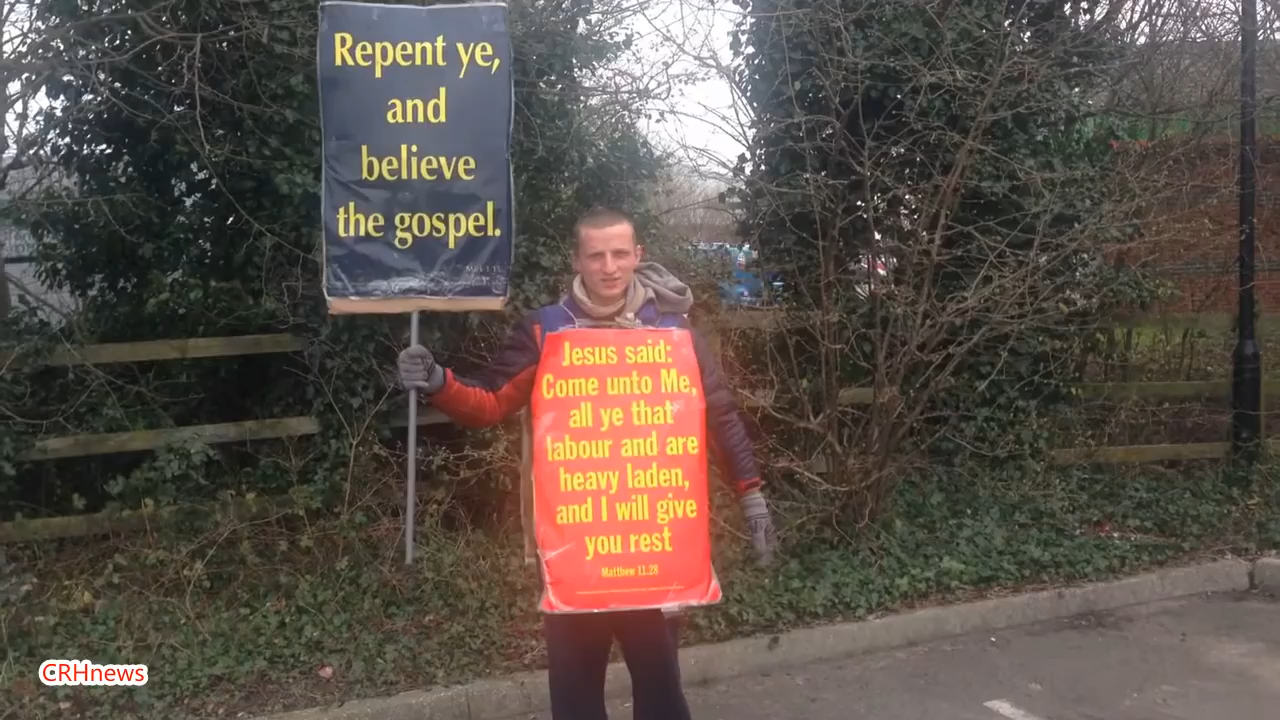 Repent ye,
and
believe
the gospel.
Jesus said:
Come unto Me,
all ye that
labour and are
heavy laden,
and I will give
you rest
Matthew 11.28
CRHnews